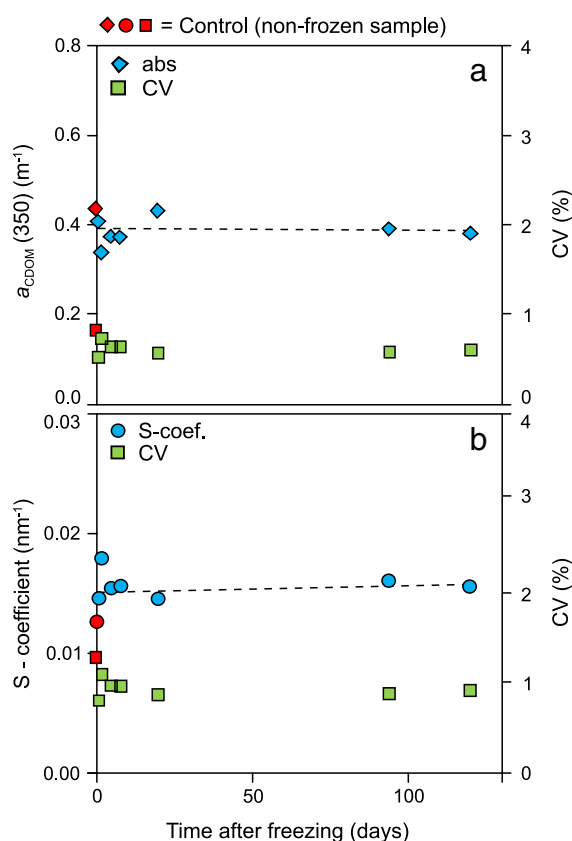 = Control (non-frozen sample)
a
abs
CV
0.8
0.6
0.4
0.2
0.0
aCDOM (350) (m-1)
4
3
2
1
0
CV (%)
b
S-coef.
CV
0.03
0.02
0.01
0.00
S - coefficient (nm-1)
4
3
2
1
0
CV (%)
0
50
100
Time after freezing (days)